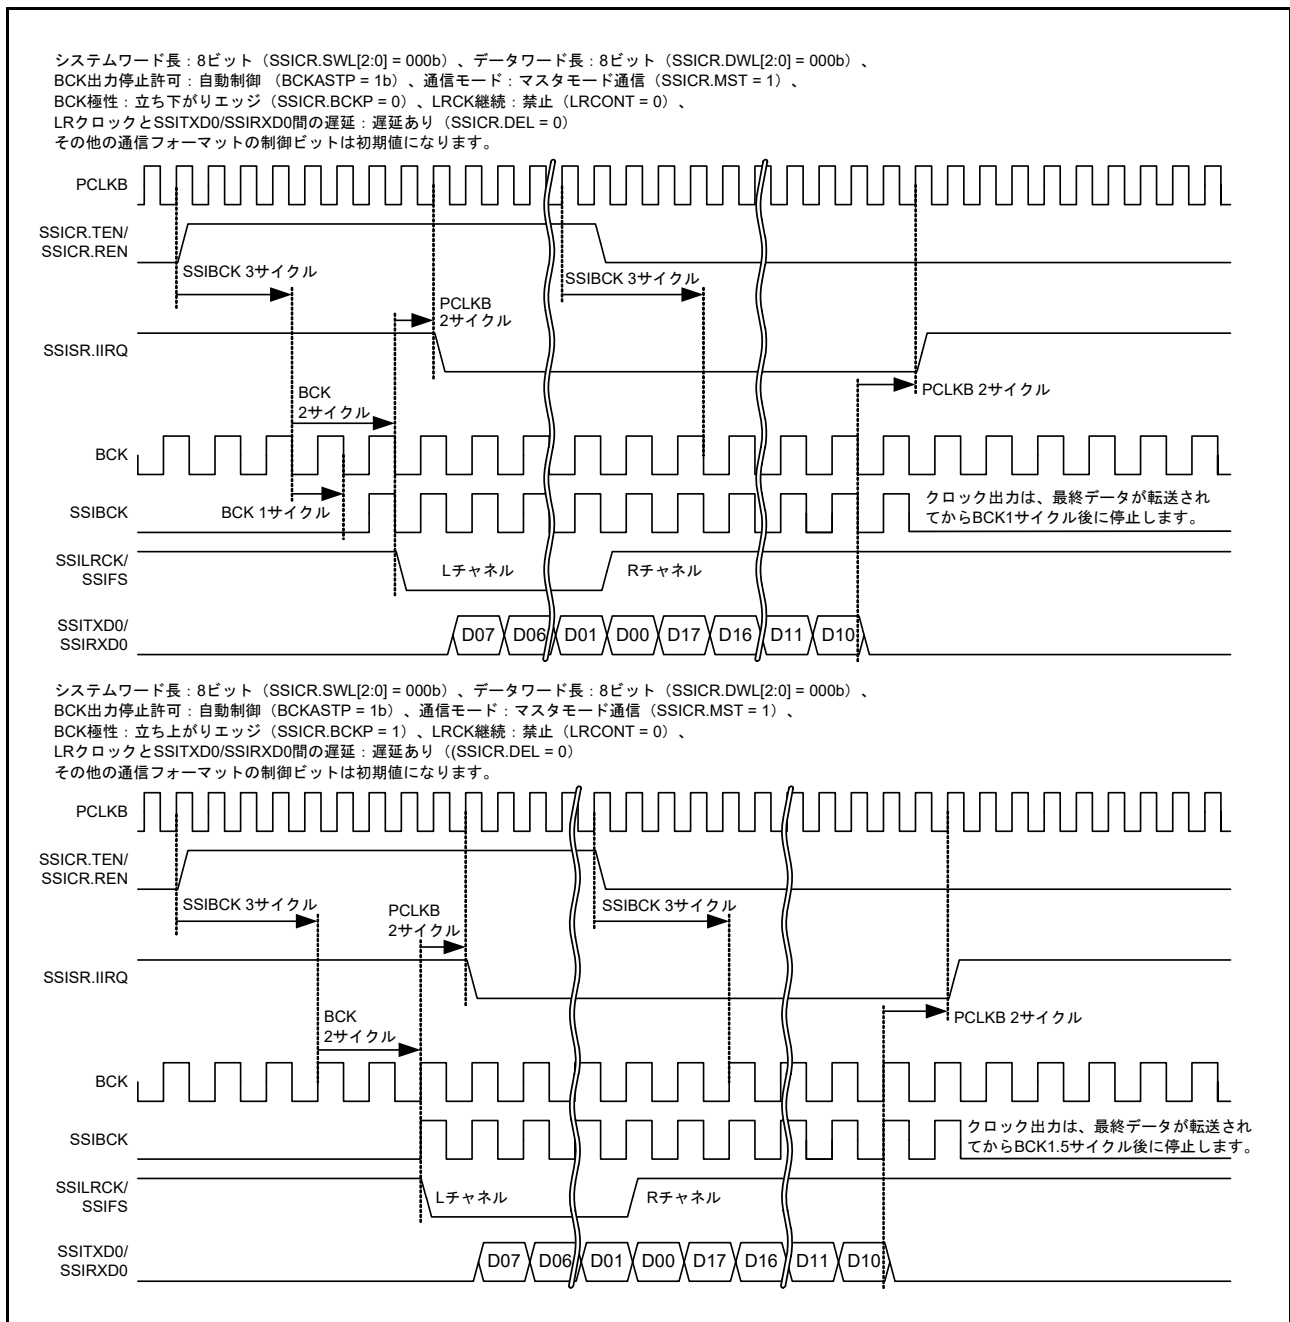 システムワード長：8ビット（SSICR.SWL[2:0] = 000b）、データワード長：8ビット（SSICR.DWL[2:0] = 000b）、
BCK出力停止許可：自動制御 （BCKASTP = 1b）、通信モード：マスタモード通信（SSICR.MST = 1）、
BCK極性：立ち下がりエッジ（SSICR.BCKP = 0）、LRCK継続：禁止（LRCONT = 0）、
LRクロックとSSITXD0/SSIRXD0間の遅延：遅延あり（SSICR.DEL = 0）
その他の通信フォーマットの制御ビットは初期値になります。
PCLKB
SSICR.TEN/
SSICR.REN
SSIBCK 3サイクル
SSIBCK 3サイクル
PCLKB
2サイクル
SSISR.IIRQ
PCLKB 2サイクル
BCK
2サイクル
BCK
BCK 1サイクル
SSIBCK
クロック出力は、最終データが転送され
てからBCK1サイクル後に停止します。
SSILRCK/
SSIFS
Lチャネル
Rチャネル
SSITXD0/
SSIRXD0
D07 D06 D01 D00 D17 D16 D11 D10
システムワード長：8ビット（SSICR.SWL[2:0] = 000b）、データワード長：8ビット（SSICR.DWL[2:0] = 000b）、
BCK出力停止許可：自動制御（BCKASTP = 1b）、通信モード：マスタモード通信（SSICR.MST = 1）、
BCK極性：立ち上がりエッジ（SSICR.BCKP = 1）、LRCK継続：禁止（LRCONT = 0）、
LRクロックとSSITXD0/SSIRXD0間の遅延：遅延あり（(SSICR.DEL = 0）
その他の通信フォーマットの制御ビットは初期値になります。
PCLKB
SSICR.TEN/
SSICR.REN
SSIBCK 3サイクル
PCLKB
2サイクル
SSIBCK 3サイクル
SSISR.IIRQ
BCK
2サイクル
PCLKB 2サイクル
BCK
SSIBCK
クロック出力は、最終データが転送され
てからBCK1.5サイクル後に停止します。
SSILRCK/
SSIFS
Lチャネル
Rチャネル
SSITXD0/
SSIRXD0
D07 D06 D01 D00 D17 D16 D11 D10